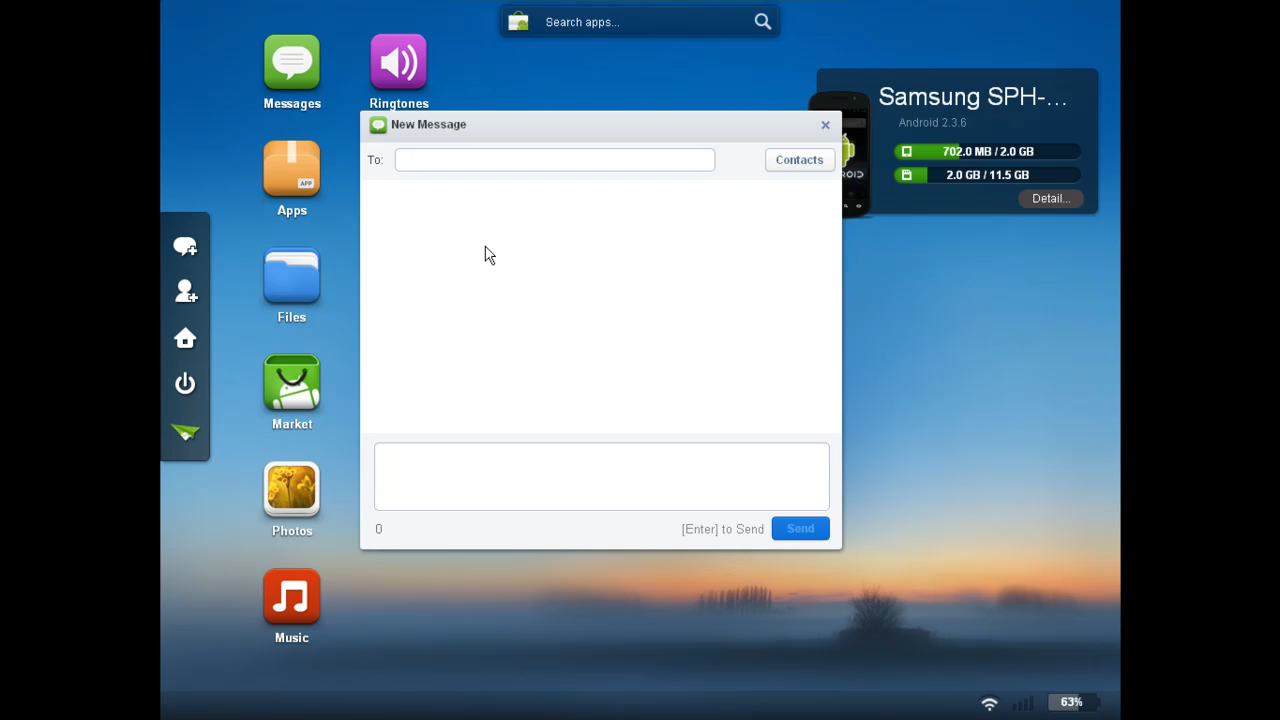 Search apps...
Messages
Ringtones
Apps
APP
Files
Market
Photos
Music
New Message
To:
Contacts
0
[Enter] to Send
Send
Samsung SPH-...
Android 2.3.6
702.0 MB / 2.0 GB
2.0 GB / 11.5 GB
Detail...
63%